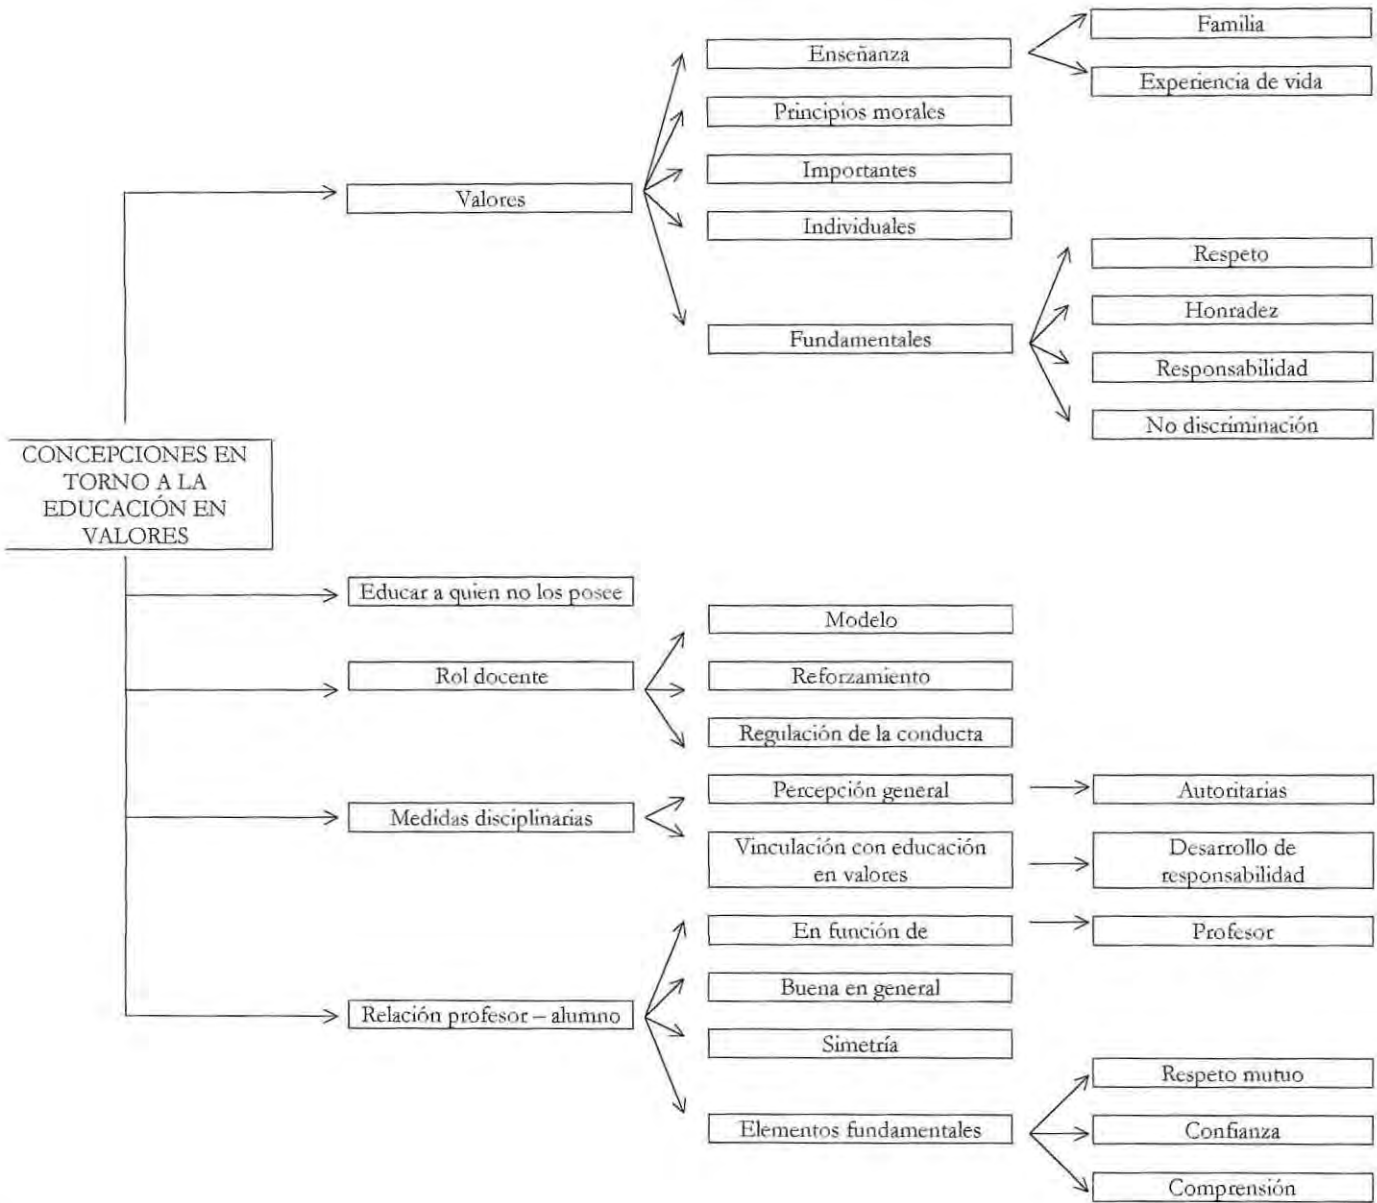 Familia
Enseñanza
Experiencia de vida
Principios morales
Importantes
Valores
Individuales
Respeto
Honradez
Fundamentales
Responsabilidad
No discriminación
CONCEPCIONES EN
TORNO A LA
EDUCACIÓN EN
VALORES
Educar a quien no los posee
Modelo
Rol docente
Reforzamiento
Regulación de la conducta
Percepción general
Autoritarias
Medidas disciplinarias
Vinculación con educación
en valores
Desarrollo de
responsabilidad
En función de
Profesor
Buena en general
Relación profesor – alumno
Simetría
Respeto mutuo
Elementos fundamentales
Confianza
Comprensión